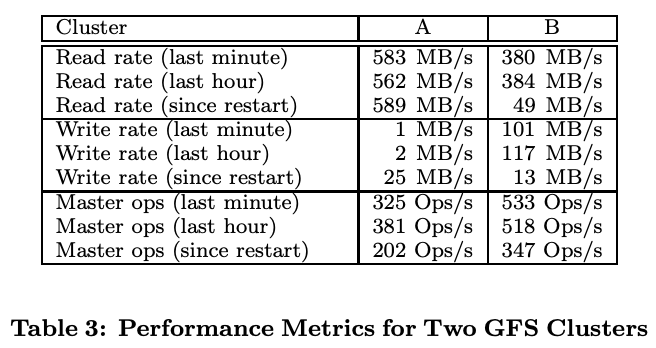 Cluster A B
Read rate (last minute) 583 MB/s 380 MB/s
Read rate (last hour) 562 MB/s 384 MB/s
Read rate (since restart) 589 MB/s 49 MB/s
Write rate (last minute) 1 MB/s 101 MB/s
Write rate (last hour) 2 MB/s 117 MB/s
Write rate (since restart) 25 MB/s 13 MB/s
Master ops (last minute) 325 Ops/s 533 Ops/s
Master ops (last hour) 381 Ops/s 518 Ops/s
Master ops (since restart) 202 Ops/s 347 Ops/s
Table 3: Performance Metrics for Two GFS Clusters